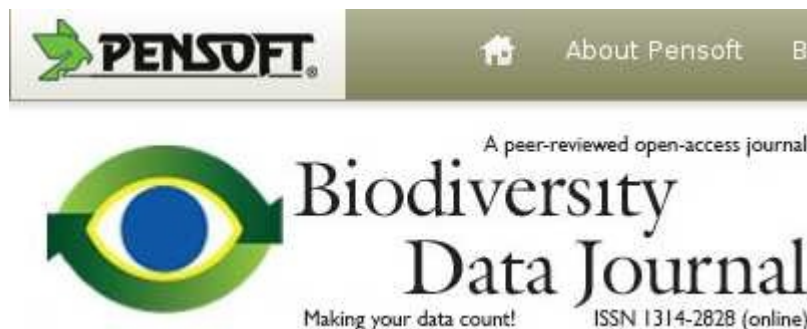 PENSOFT®
About Pensoft B
A peer-reviewed open-access journal
Biodiversity
Data Journal
Making your data count! ISSN 1314-2828 (online)